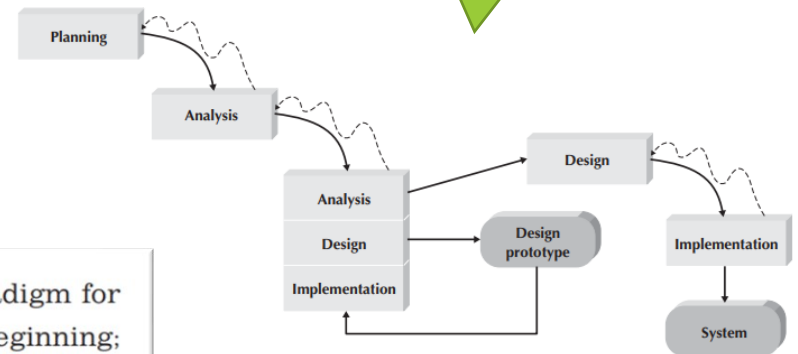 Planning
Analysis
Analysis
Design
Implementation
Design
prototype
Design
Implementation
System
adigm for
eginning;